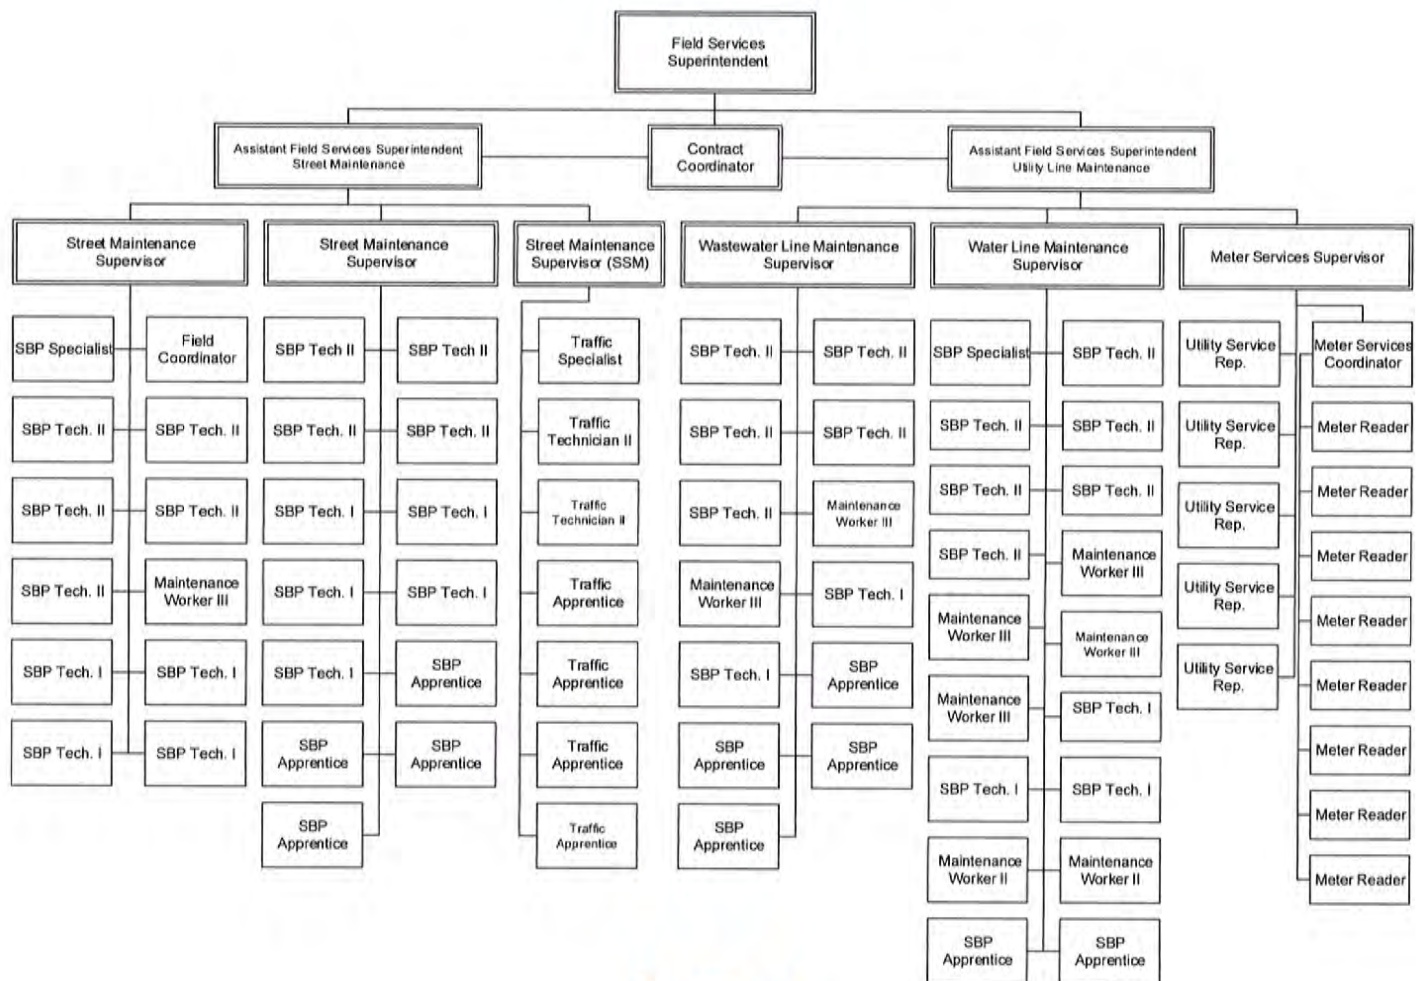 Field Services
Superintendent
Assistant Field Services Superintendent
Street Maintenance
Contract
Coordinator
Assistant Field Services Superintendent
Utility Line Maintenance
Street Maintenance
Supervisor
Street Maintenance
Supervisor
Street Maintenance
Supervisor (SSM)
Wastewater Line Maintenance
Supervisor
Water Line Maintenance
Supervisor
Meter Services Supervisor
SBP Specialist
Field
Coordinator
SBP Tech. II
SBP Tech. II
SBP Tech. II
SBP Tech. II
SBP Tech. II
Maintenance
Worker III
SBP Tech. I
SBP Tech. I
SBP Tech. I
SBP Tech. I
SBP Tech II
SBP Tech II
SBP Tech. II
SBP Tech. II
SBP Tech. I
SBP Tech. I
SBP Tech. I
SBP Tech. I
SBP Tech. I
SBP
Apprentice
SBP
Apprentice
SBP
Apprentice
SBP
Apprentice
Traffic
Specialist
Traffic
Technician II
Traffic
Technician II
Traffic
Apprentice
Traffic
Apprentice
Traffic
Apprentice
Traffic
Apprentice
SBP Tech. II
SBP Tech. II
SBP Tech. II
SBP Tech. II
SBP Tech. II
Maintenance
Worker III
Maintenance
Worker III
SBP Tech. I
SBP Tech. I
SBP
Apprentice
SBP
Apprentice
SBP
Apprentice
SBP
Apprentice
SBP Specialist
SBP Tech. II
SBP Tech. II
SBP Tech. II
SBP Tech. II
SBP Tech. II
SBP Tech. II
Maintenance
Worker III
Maintenance
Worker III
Maintenance
Worker III
Maintenance
Worker III
SBP Tech. I
SBP Tech. I
SBP Tech. I
Maintenance
Worker II
Maintenance
Worker II
SBP
Apprentice
SBP
Apprentice
Utility Service
Rep.
Utility Service
Rep.
Utility Service
Rep.
Utility Service
Rep.
Utility Service
Rep.
Meter Services
Coordinator
Meter Reader
Meter Reader
Meter Reader
Meter Reader
Meter Reader
Meter Reader
Meter Reader
Meter Reader